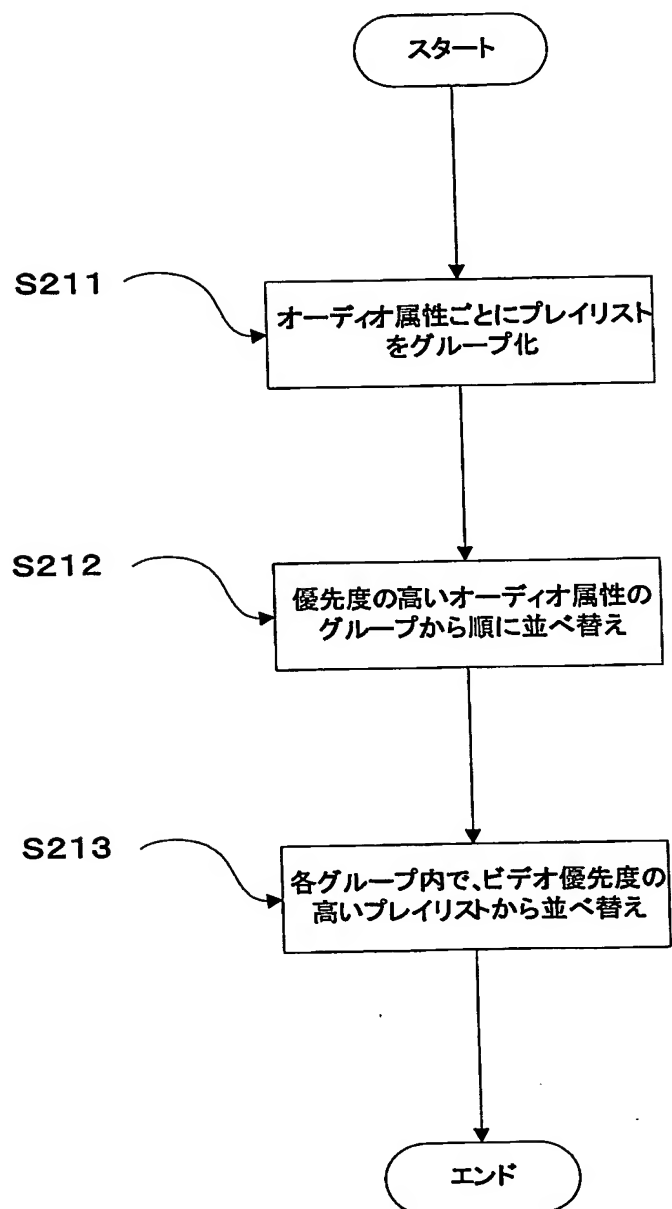 スタート
S211
オーディオ属性ごとにプレイリスト
をグループ化
S212
優先度の高いオーディオ属性の
グループから順に並べ替え
S213
各グループ内で、ビデオ優先度の
高いプレイリストから並べ替え
エンド